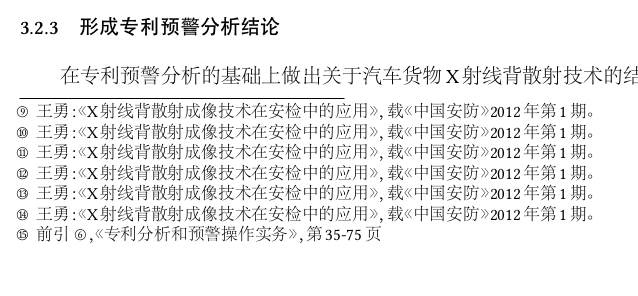 3.2.3 形成专利预警分析结论
在专利预警分析的基础上做出关于汽车货物X射线背散射技术的结
⑨ 王勇:《X射线背散射成像技术在安检中的应用》, 载《中国安防》2012年第1期。
⑩ 王勇:《X射线背散射成像技术在安检中的应用》, 载《中国安防》2012年第1期。
⑪ 王勇:《X射线背散射成像技术在安检中的应用》, 载《中国安防》2012年第1期。
⑫ 王勇:《X射线背散射成像技术在安检中的应用》, 载《中国安防》2012年第1期。
⑬ 王勇:《X射线背散射成像技术在安检中的应用》, 载《中国安防》2012年第1期。
⑭ 王勇:《X射线背散射成像技术在安检中的应用》, 载《中国安防》2012年第1期。
⑮ 前引⑥,《专利分析和预警操作实务》, 第35-75页